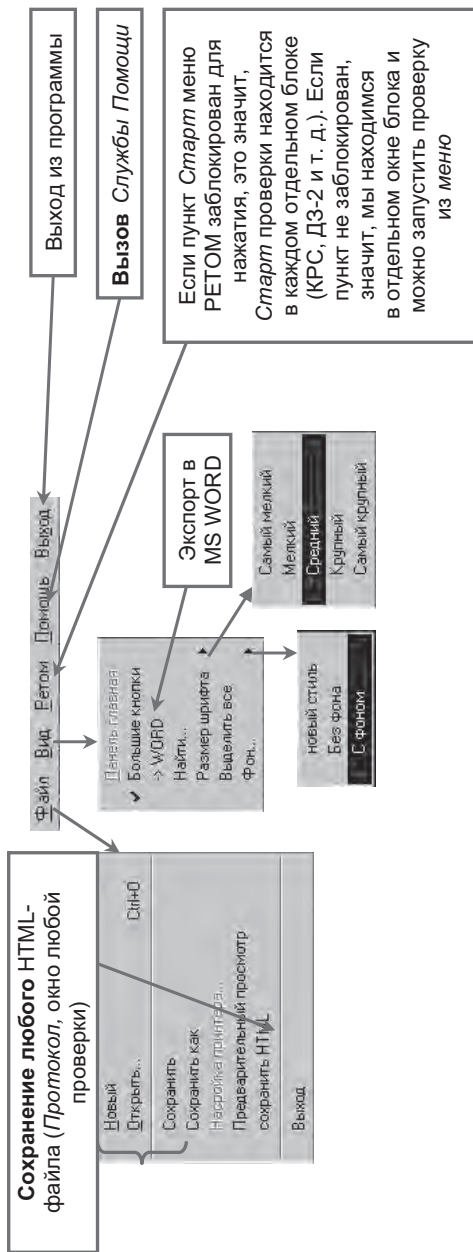 Файл Вид Ретом Помощь Выход
Выход из программы
Вызов Службы Помощи
Если пункт Старт меню
РЕТОМ заблокирован для
нажатия, это значит,
Старт проверки находится
в каждом отдельном блоке
(КРС, ДЗ-2 и т. д.). Если
пункт не заблокирован,
значит, мы находимся
в отдельном окне блока и
можно запустить проверку
из меню
Сохранение любого HTML-
файла (Протокол, окно любой
проверки)
Новый
Открыть... Ctrl+O
Сохранить
Сохранить как
Настройка принтера...
Предварительный просмотр
сохранить HTML
Выход
Панель главная
Большие кнопки
-> WORD
Найти...
Размер шрифта
Выделить все
Фон...
Экспорт в
MS WORD
Самый мелкий
Мелкий
Средний
Крупный
Самый крупный
новый стиль
Без фона
С фоном